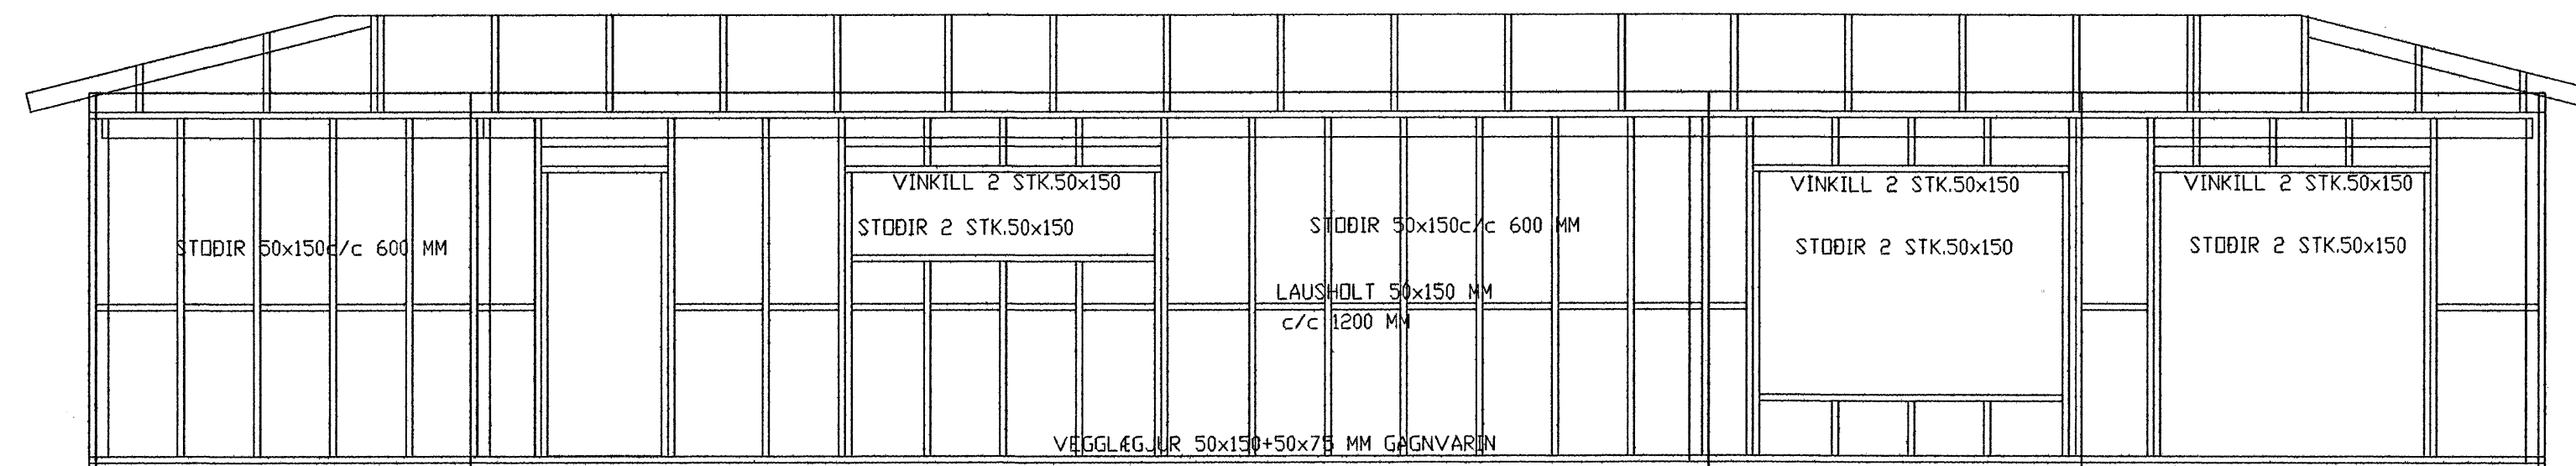 VINKILL 2 STK.50x150
VINKILL 2 STK.50x150
VINKILL 2 STK.50x150
STOÐIR 50x150c/c 600 MM
STOÐIR 2 STK.50x150
STOÐIR 50x150c/c 600 MM
STOÐIR 2 STK.50x150
STOÐIR 2 STK.50x150
LAUSHOLT 50x150 MM
c/c 1200 MM
VEGGLÆGJUR 50x150+50x75 MM GAGNVARIN